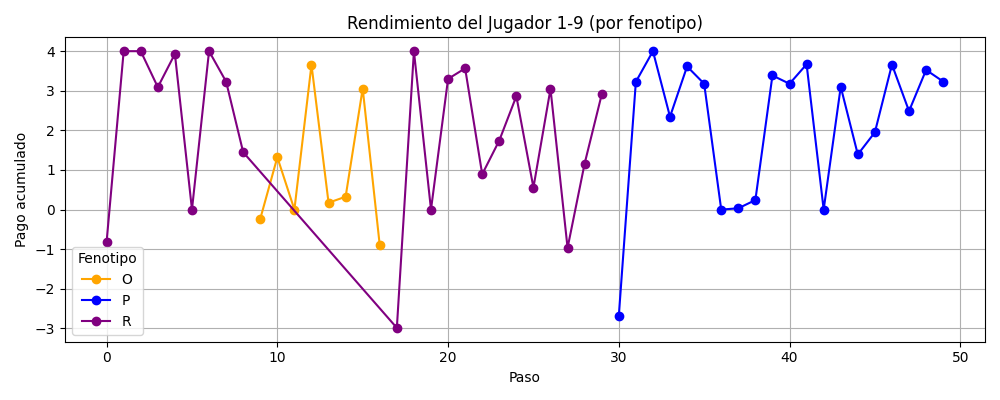 Rendimiento del Jugador 1-9 (por fenotipo)
Pago acumulado
4
3
2
1
0
−1
−2
−3
Fenotipo
O
P
R
0
10
20
30
40
50
Paso